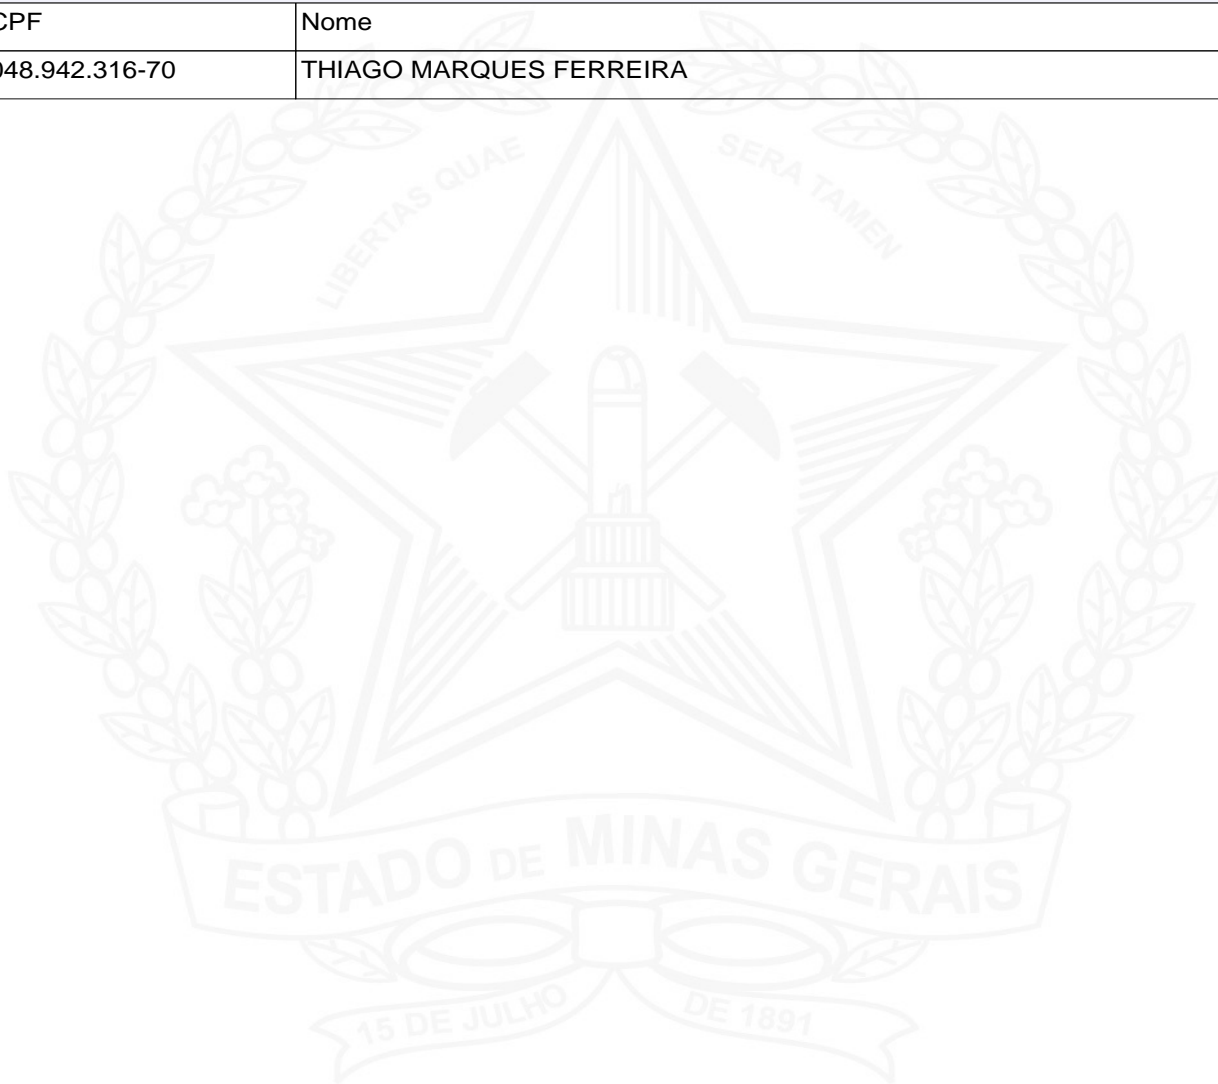 CPF Nome
048.942.316-70 THIAGO MARQUES FERREIRA
LIBERTAS QUAE SERA TAMEN
ESTADO DE MINAS GERAIS
15 DE JULHO DE 1891